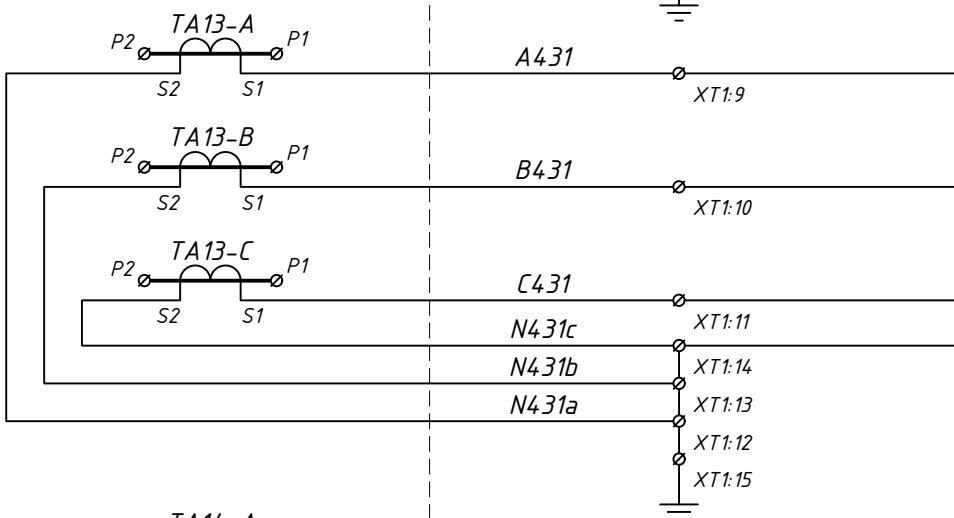 TA13-A
P2 P1
A431
S2 S1
XT1:9
TA13-B
P2 P1
B431
S2 S1
XT1:10
TA13-C
P2 P1
C431
S2 S1
XT1:11
N431c
XT1:14
N431b
XT1:13
N431a
XT1:12
XT1:15
TA14-A